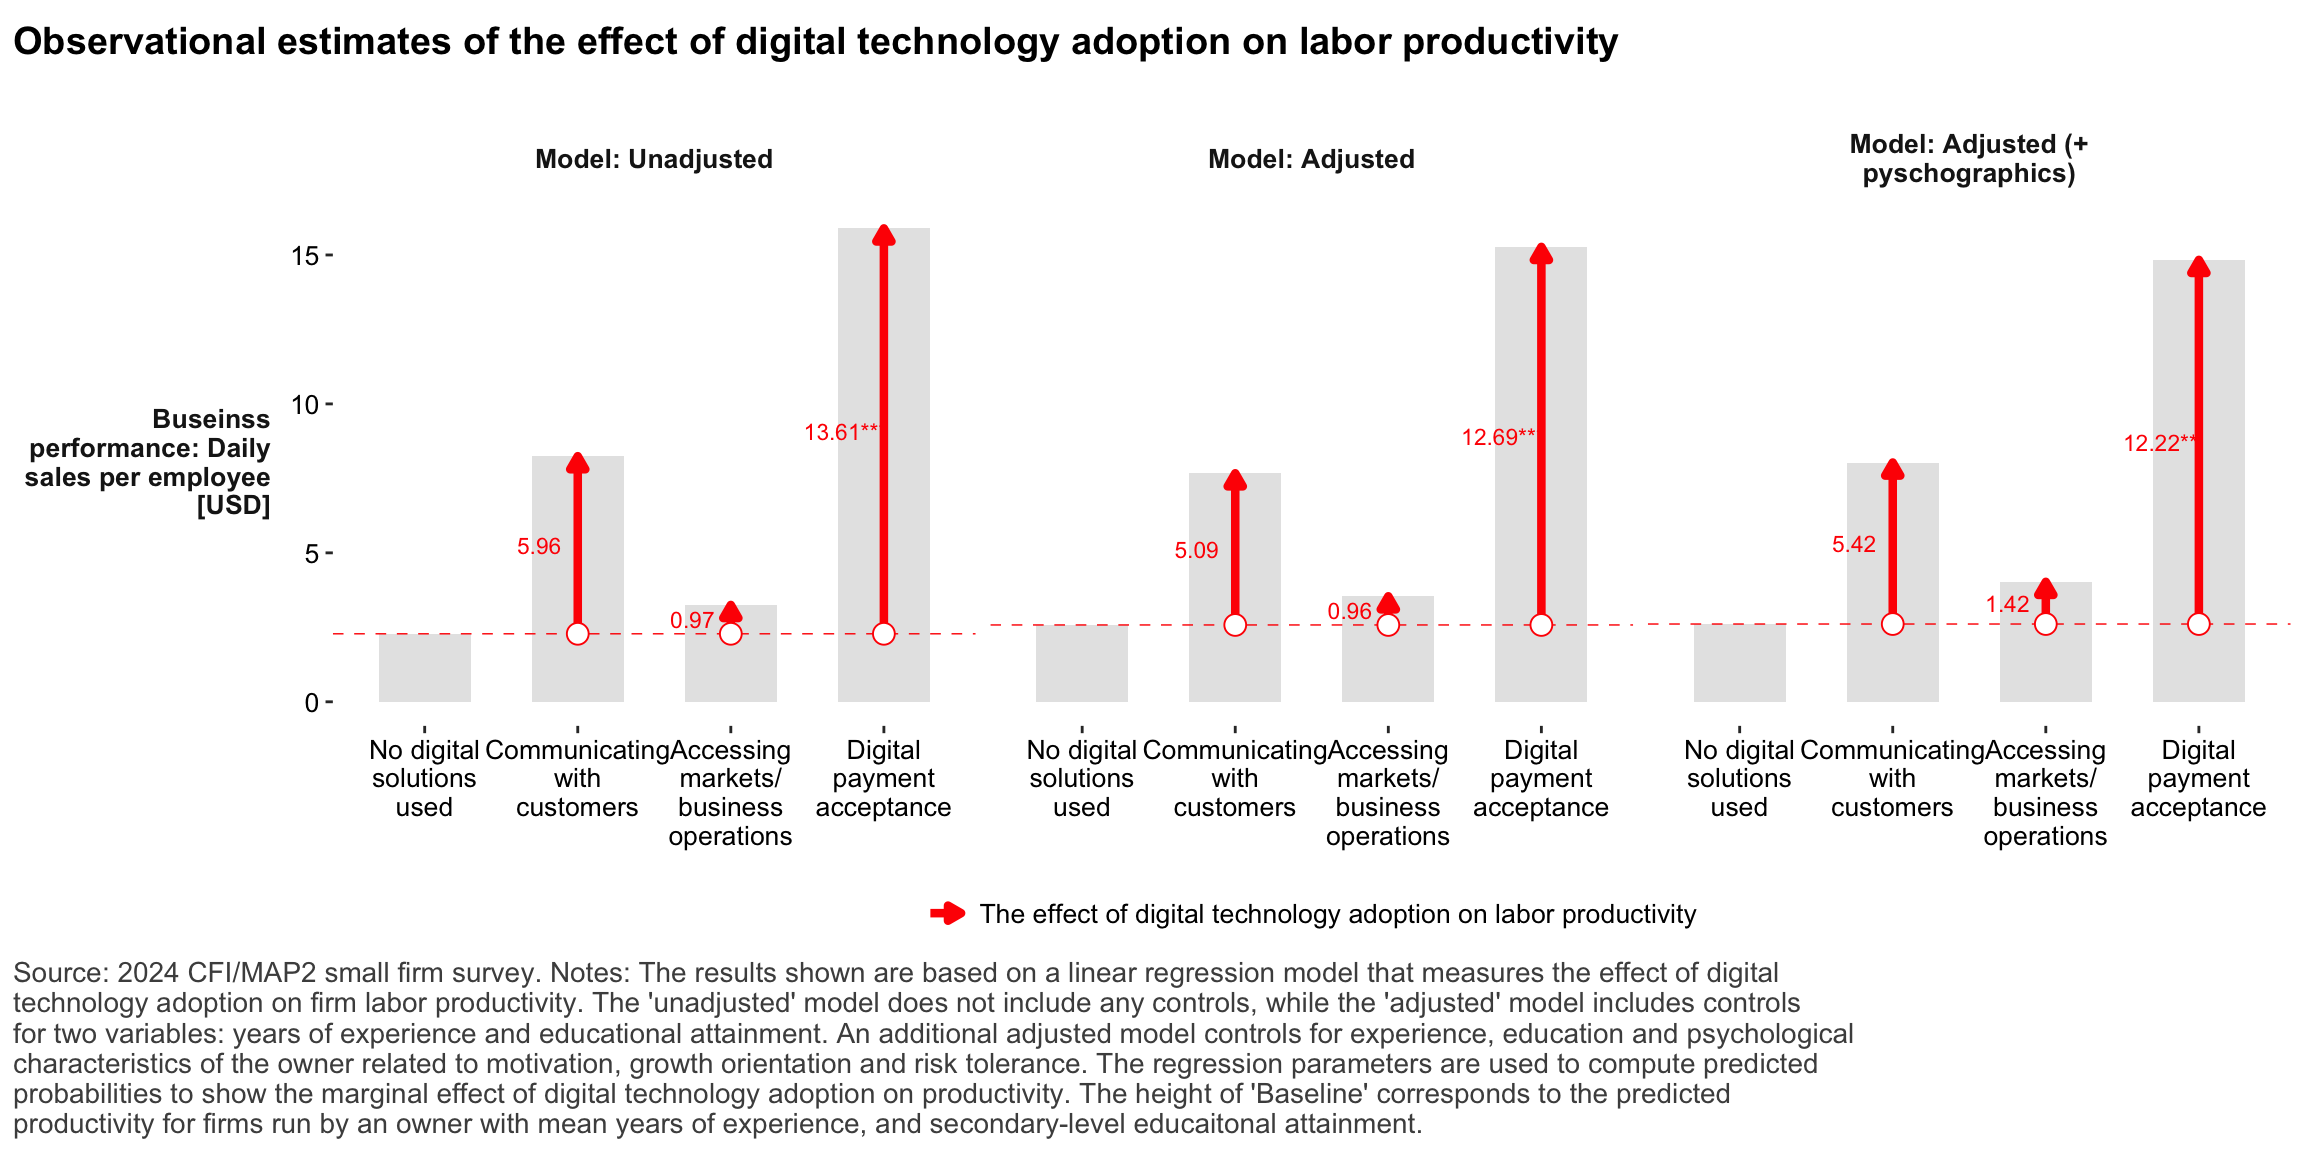 Observational estimates of the effect of digital technology adoption on labor productivity
Model: Unadjusted
Model: Adjusted
Model: Adjusted (+
pyschographics)
Buseinss
performance: Daily
sales per employee
[USD]
15
10
5
0
5.96
0.97
13.61**
5.09
0.96
12.69**
5.42
1.42
12.22**
No digital
solutions
used
Communicating
with
customers
Accessing
markets/
business
operations
Digital
payment
acceptance
No digital
solutions
used
Communicating
with
customers
Accessing
markets/
business
operations
Digital
payment
acceptance
No digital
solutions
used
Communicating
with
customers
Accessing
markets/
business
operations
Digital
payment
acceptance
The effect of digital technology adoption on labor productivity
Source: 2024 CFI/MAP2 small firm survey. Notes: The results shown are based on a linear regression model that measures the effect of digital
technology adoption on firm labor productivity. The 'unadjusted' model does not include any controls, while the 'adjusted' model includes controls
for two variables: years of experience and educational attainment. An additional adjusted model controls for experience, education and psychological
characteristics of the owner related to motivation, growth orientation and risk tolerance. The regression parameters are used to compute predicted
probabilities to show the marginal effect of digital technology adoption on productivity. The height of 'Baseline' corresponds to the predicted
productivity for firms run by an owner with mean years of experience, and secondary-level educaitonal attainment.